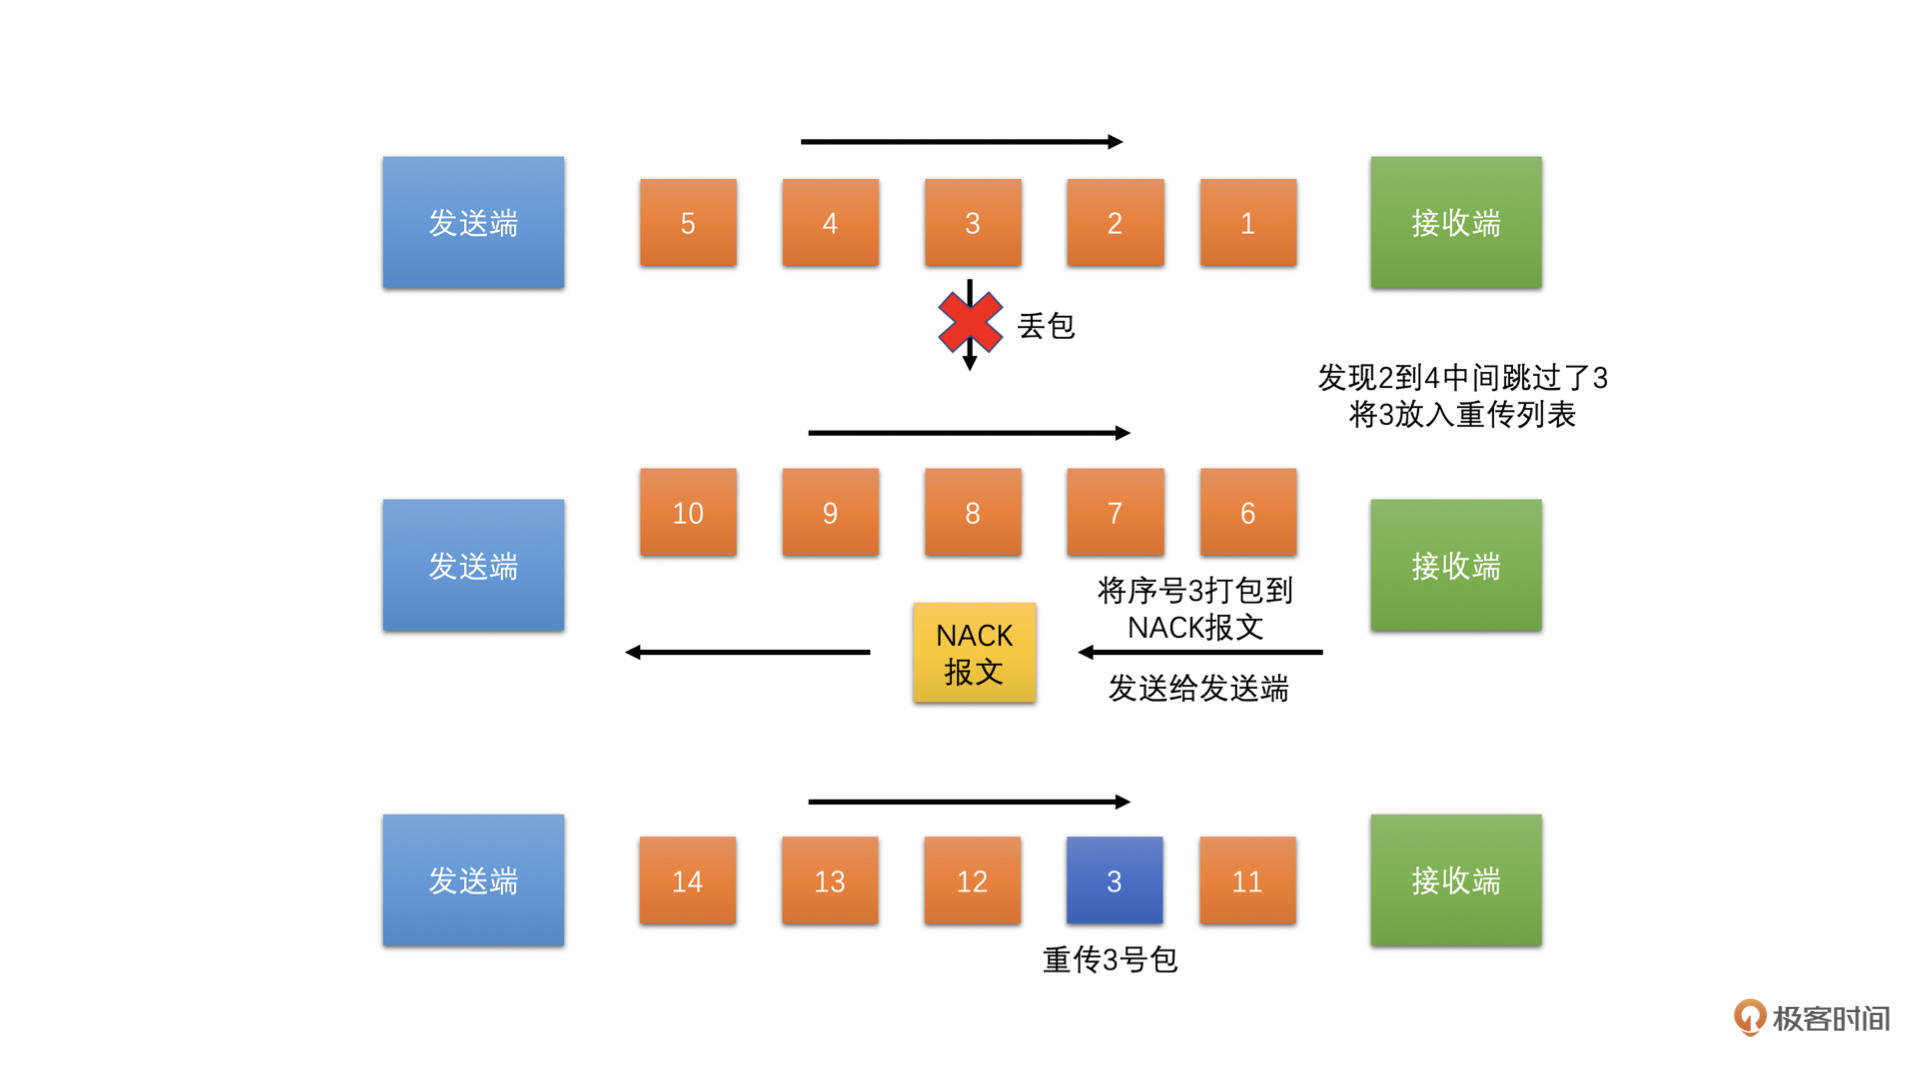 发送端
5
4
3
2
1
接收端
丢包
发现2到4中间跳过了3
将3放入重传列表
发送端
10
9
8
7
6
接收端
将序号3打包到
NACK报文
NACK
报文
发送给发送端
发送端
14
13
12
3
11
接收端
重传3号包
极客时间